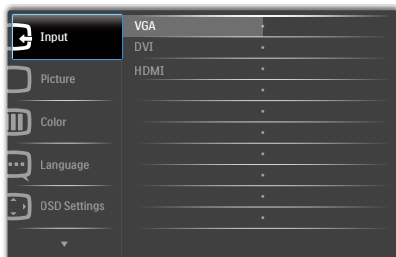 Input
VGA
DVI
HDMI
Picture
Color
Language
OSD Settings